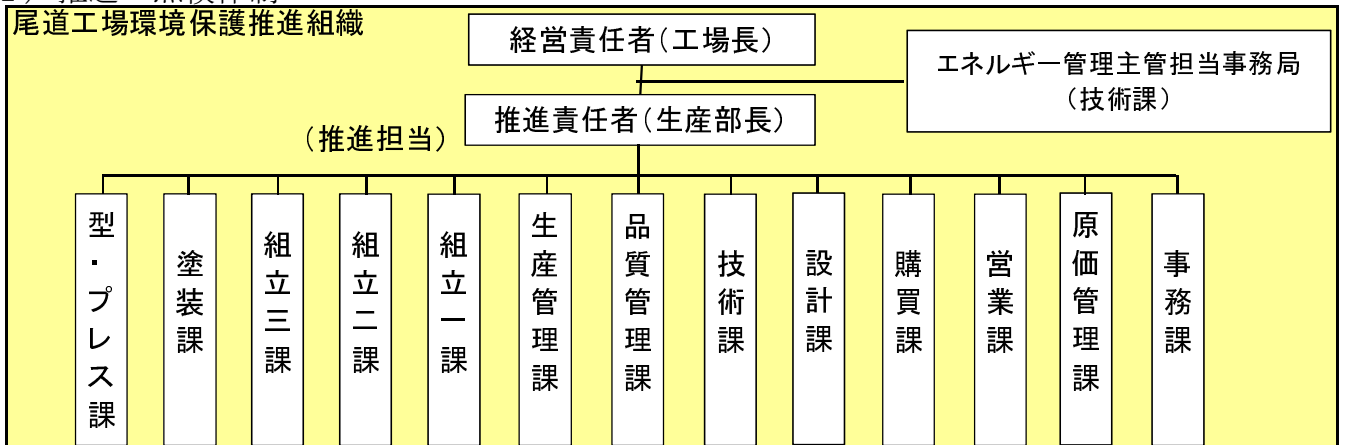 尾道工場環境保護推進組織
経営責任者(工場長)
エネルギー管理主管担当事務局
(技術課)
推進責任者(生産部長)
(推進担当)
型・プレス課
塗装課
組立三課
組立二課
組立一課
生産管理課
品質管理課
技術課
設計課
購買課
営業課
原価管理課
事務課